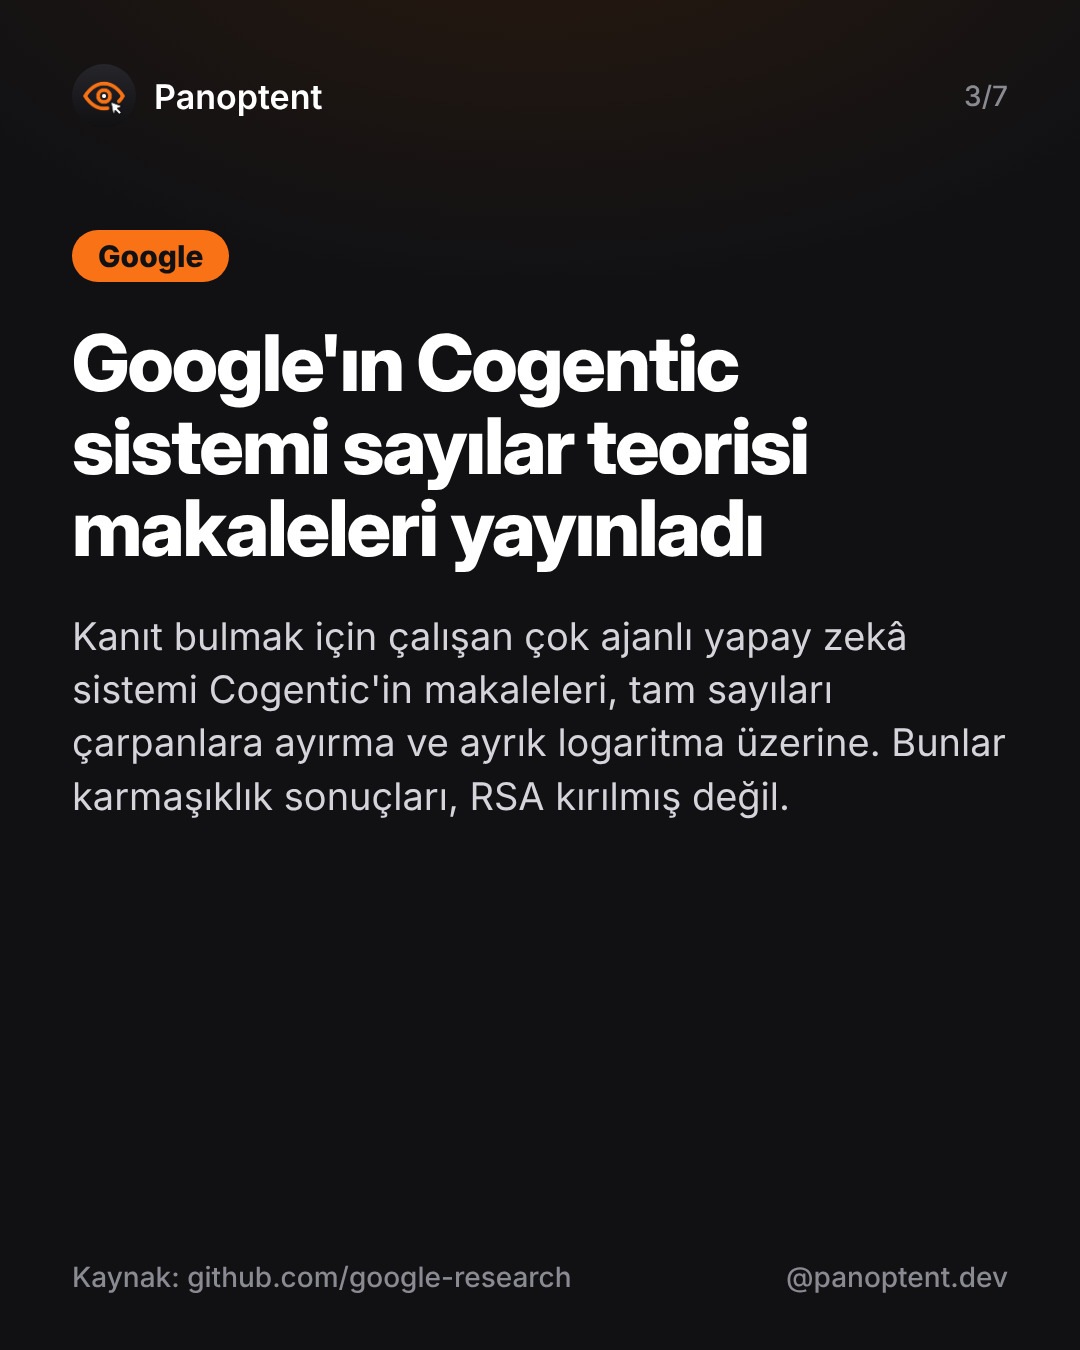 Panoptent
3/7
Google
Google'ın Cogentic
sistemi sayılar teorisi
makaleleri yayınladı
Kanıt bulmak için çalışan çok ajanlı yapay zekâ
sistemi Cogentic'in makaleleri, tam sayıları
çarpanlara ayırma ve ayrık logaritma üzerine. Bunlar
karmaşıklık sonuçları, RSA kırılmış değil.
Kaynak: github.com/google-research
@panoptent.dev